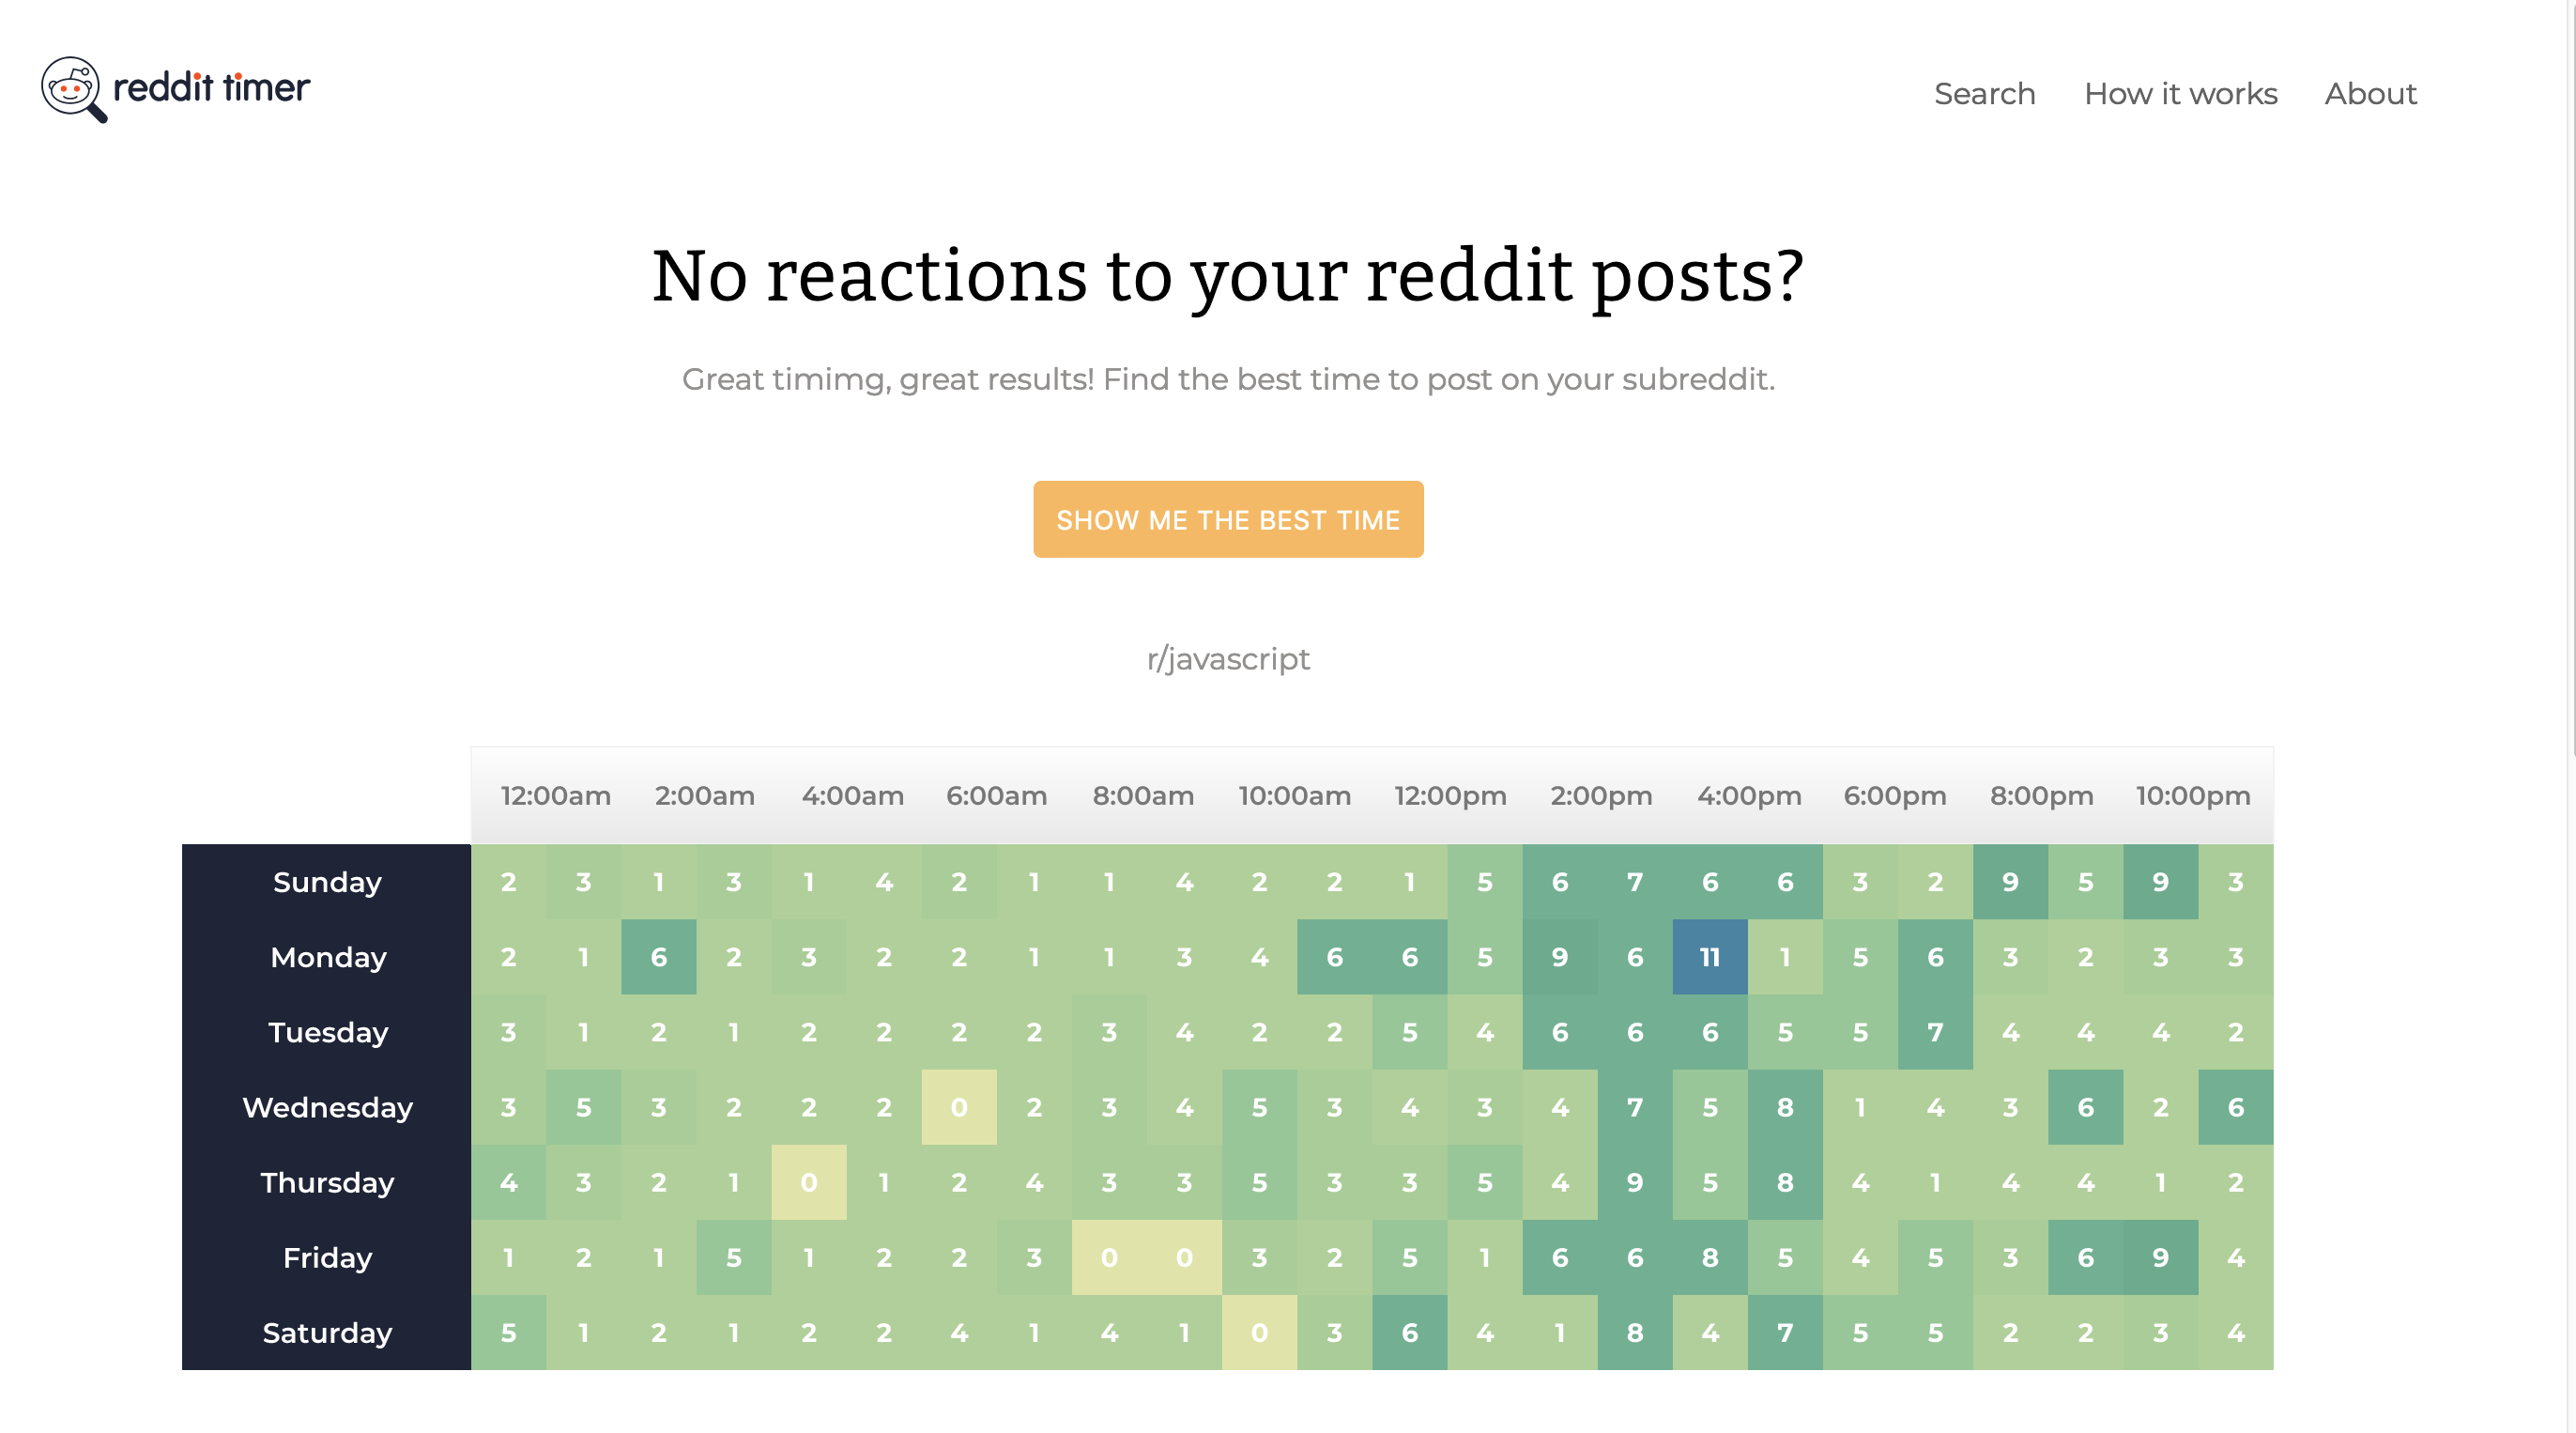 reddit timer
Search How it works About
No reactions to your reddit posts?
Great timimg, great results! Find the best time to post on your subreddit.
SHOW ME THE BEST TIME
r/javascript
12:00am 2:00am 4:00am 6:00am 8:00am 10:00am 12:00pm 2:00pm 4:00pm 6:00pm 8:00pm 10:00pm
Sunday 2 3 1 3 1 4 2 1 1 4 2 2 1 5 6 7 6 6 3 2 9 5 9 3
Monday 2 1 6 2 3 2 2 1 1 3 4 6 6 5 9 6 11 1 5 6 3 2 3 3
Tuesday 3 1 2 1 2 2 2 2 3 4 2 2 5 4 6 6 6 5 5 7 4 4 4 2
Wednesday 3 5 3 2 2 2 0 2 3 4 5 3 4 3 4 7 5 8 1 4 3 6 2 6
Thursday 4 3 2 1 0 1 2 4 3 3 5 3 3 5 4 9 5 8 4 1 4 4 1 2
Friday 1 2 1 5 1 2 2 3 0 0 3 2 5 1 6 6 8 5 4 5 3 6 9 4
Saturday 5 1 2 1 2 2 4 1 4 1 0 3 6 4 1 8 4 7 5 5 2 2 3 4